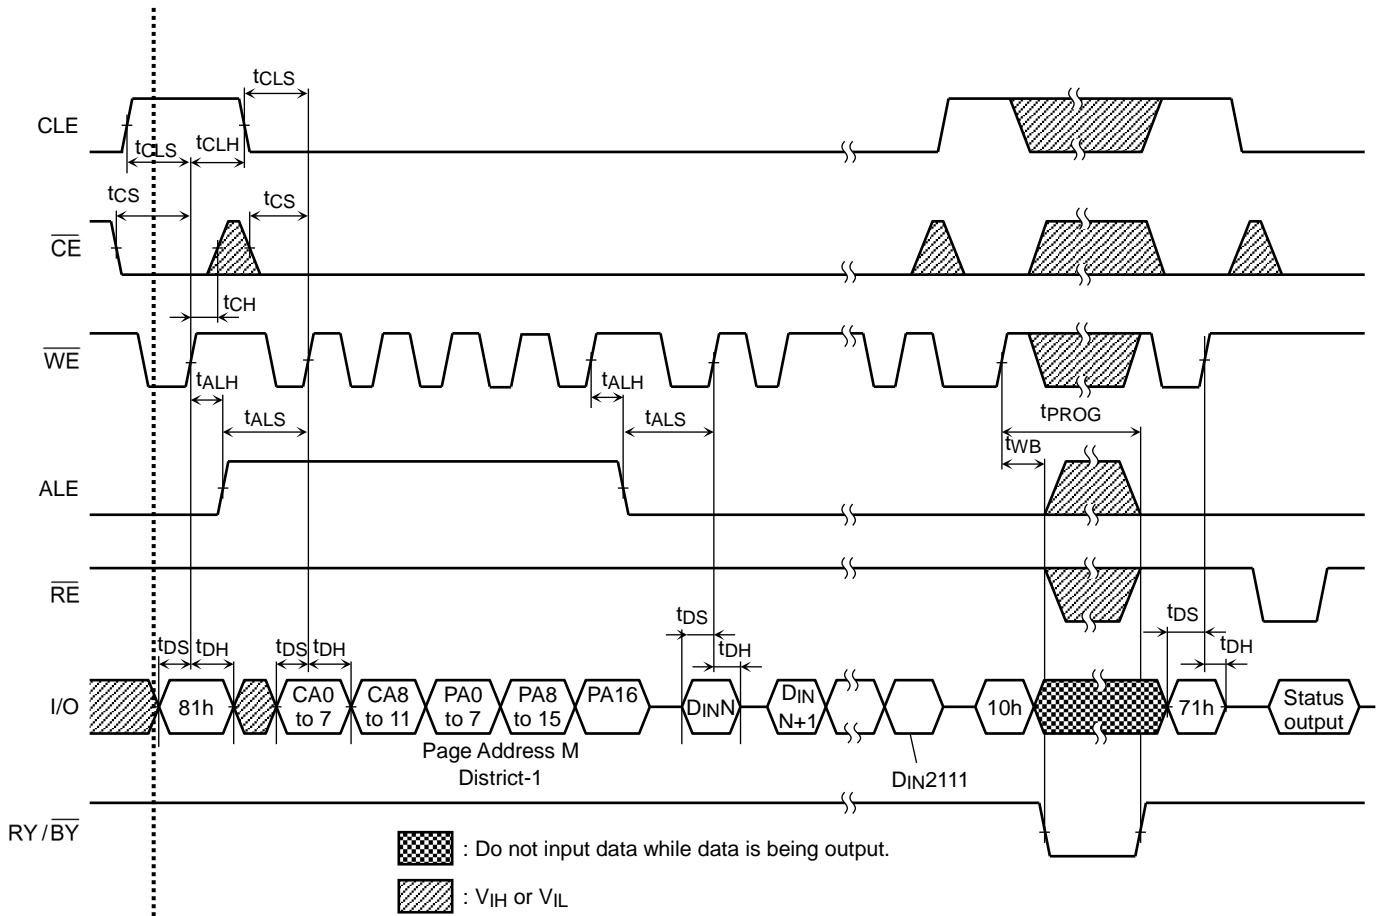 tCLS
CLE
tCLS
tCLH
tCS
tCS
CE
tCH
WE
tALH
tALH
tALS
tALS
tPROG
tWB
ALE
RE
tDS
tDH
tDS
tDH
tDS
tDH
tDS
tDH
I/O
81h
CA0
to 7
CA8
to 11
PA0
to 7
PA8
to 15
PA16
DINN
DIN
N+1
10h
71h
Status
output
Page Address M
District-1
DIN2111
RY/BY
: Do not input data while data is being output.
: VIH or VIL